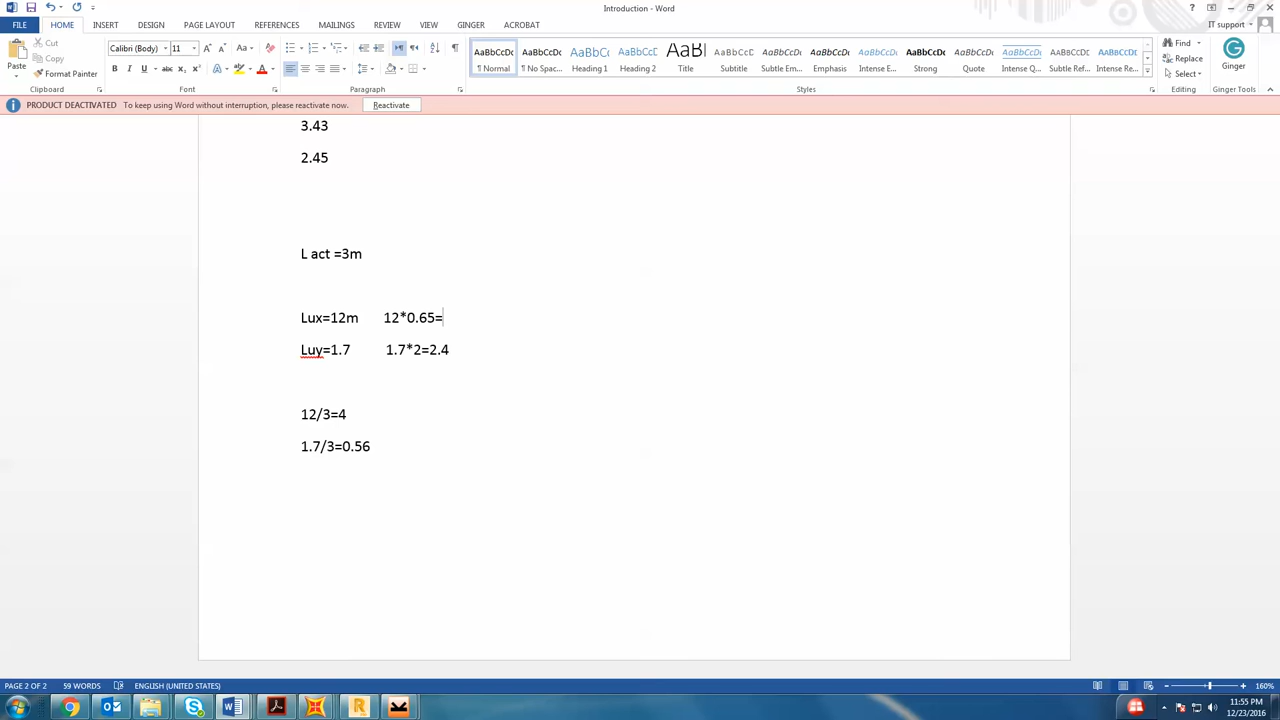 Introduction - Word
IT support
FILE HOME INSERT DESIGN PAGE LAYOUT REFERENCES MAILINGS REVIEW VIEW GINGER ACROBAT
Paste
Cut
Copy
Format Painter
Clipboard
Calibri (Body) 11
Font
Paragraph
AaBbCcDc AaBbCcDc AaBbCc AaBbCcC AaBl AaBbCcC AaBbCcDc AaBbCcDc AaBbCcDc AaBbCcDc AaBbCcDc AaBbCcDc AaBbCcDc AaBbCcDc
¶ Normal ¶ No Spac... Heading 1 Heading 2 Title Subtitle Subtle Em... Emphasis Intense E... Strong Quote Intense Q... Subtle Ref... Intense Re...
Styles
Find
Replace
Select
Editing
Ginger
Ginger Tools
PRODUCT DEACTIVATED To keep using Word without interruption, please reactivate now. Reactivate
3.43
2.45
L act =3m
Lux=12m 12*0.65=
Luy=1.7 1.7*2=2.4
12/3=4
1.7/3=0.56
PAGE 2 OF 2 59 WORDS ENGLISH (UNITED STATES) 160%
11:55 PM
12/23/2016